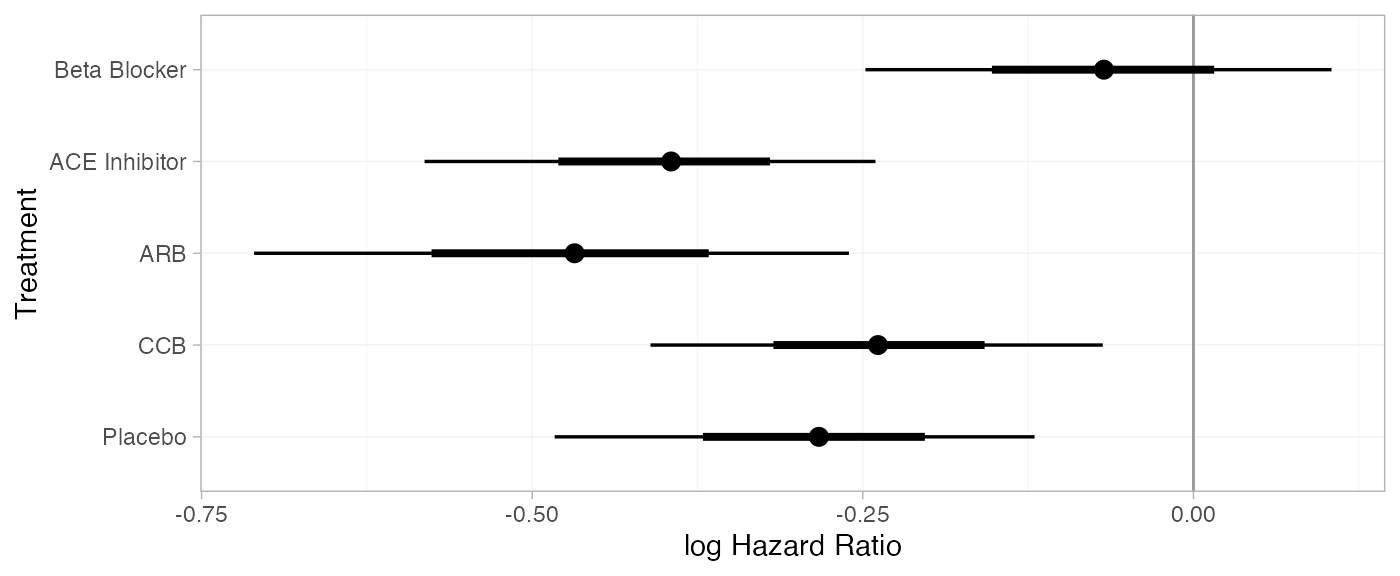 Treatment
Beta Blocker
ACE Inhibitor
ARB
CCB
Placebo
-0.75 -0.50 -0.25 0.00
log Hazard Ratio